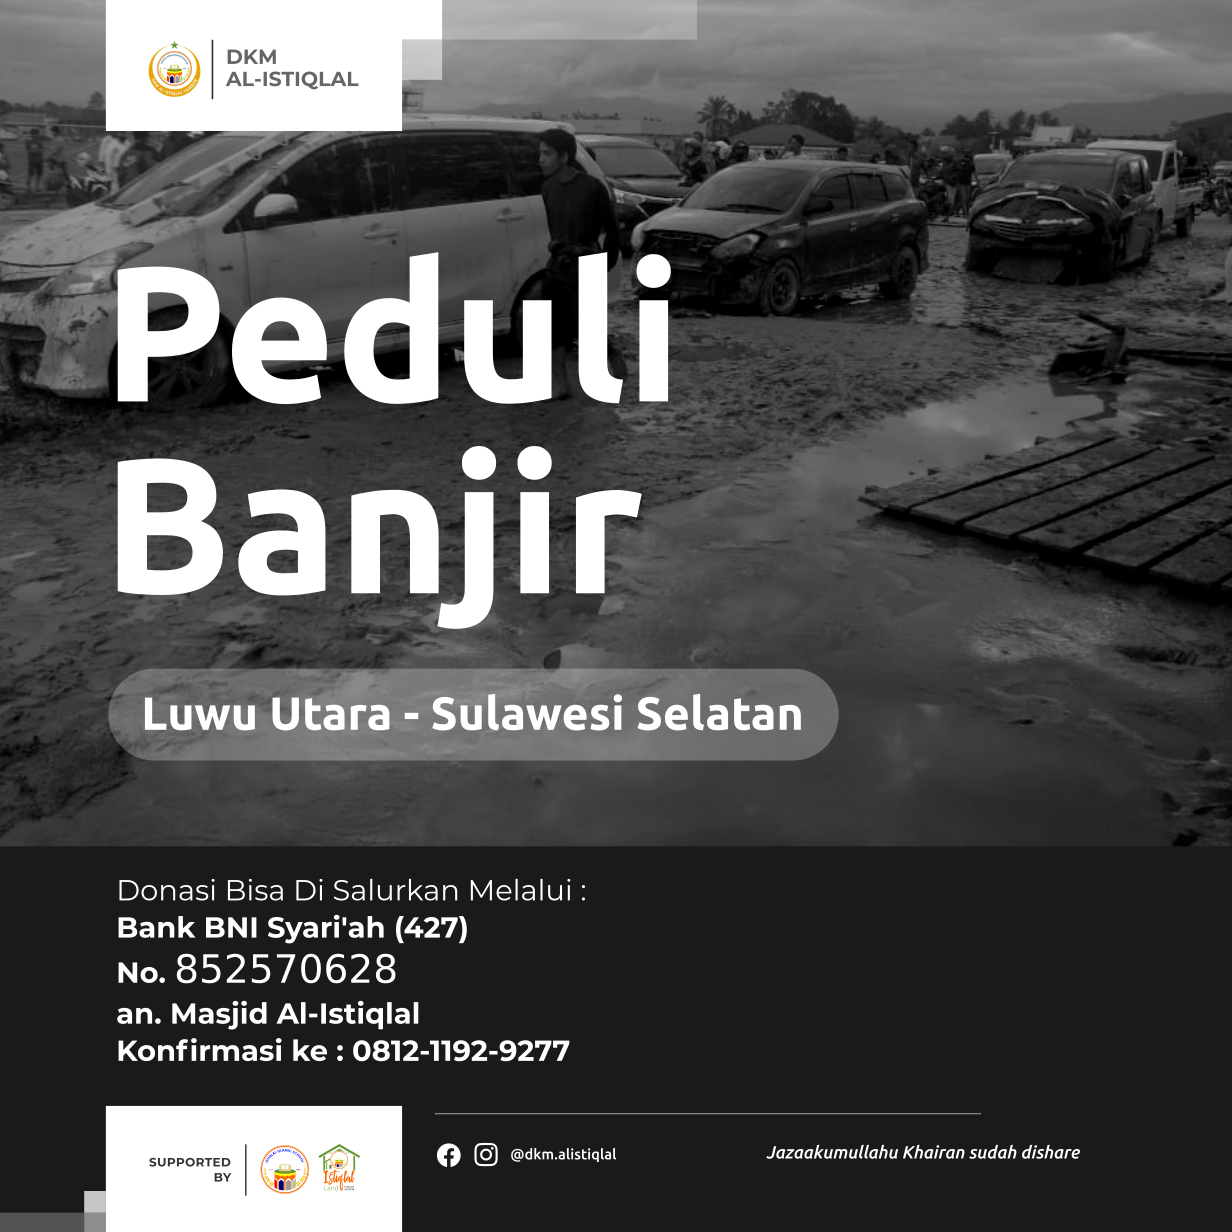 DKM
AL-ISTIQLAL
Peduli
Banjir
Luwu Utara - Sulawesi Selatan
Donasi Bisa Di Salurkan Melalui :
Bank BNI Syari'ah (427)
No. 852570628
an. Masjid Al-Istiqlal
Konfirmasi ke : 0812-1192-9277
SUPPORTED
BY
Istiqlal
Land
@dkm.alistiqlal
Jazaakumullahu Khairan sudah dishare